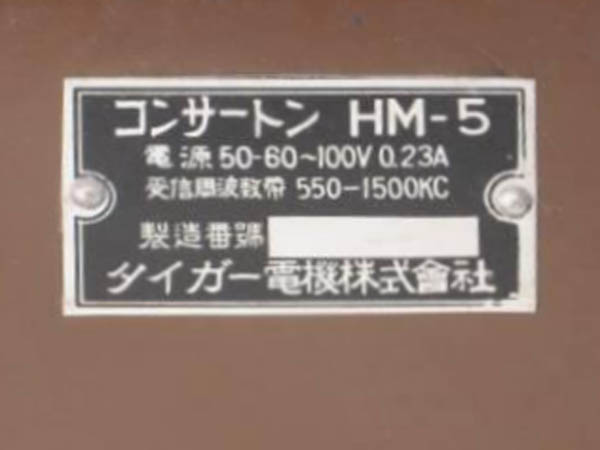 コンサートン HM-5
電源 50-60~100V 0.23A
受信周波数帯 550-1500KC
製造番號
タイガー電機株式會社